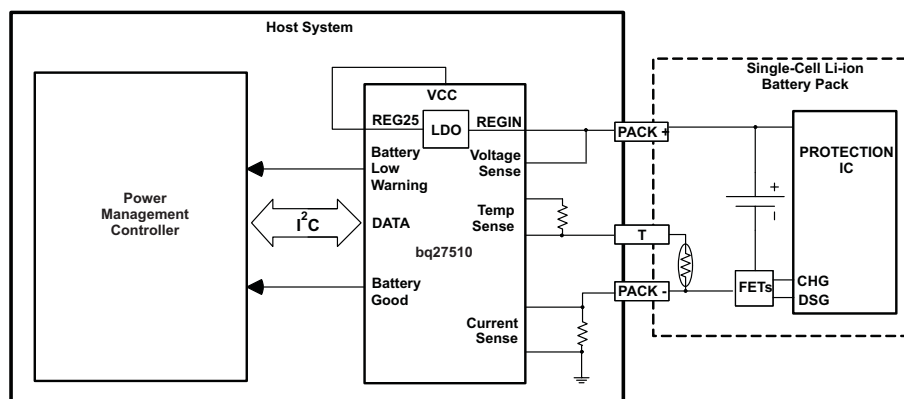 Host System
Power
Management
Controller
I²C
VCC
REG25
LDO
REGIN
Battery
Low
Warning
Voltage
Sense
DATA
Temp
Sense
bq27510
Battery
Good
Current
Sense
PACK +
T
PACK -
Single-Cell Li-ion
Battery Pack
PROTECTION
IC
+
–
FETs
CHG
DSG